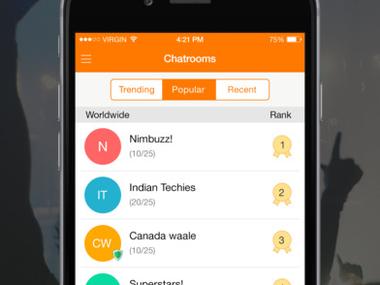 VIRGIN 4:21 PM 75%
Chatrooms
Trending Popular Recent
Worldwide Rank
N Nimbuzz! 1
(10/25)
IT Indian Techies 2
(20/25)
CW Canada waale 3
(10/25)
Superstars!